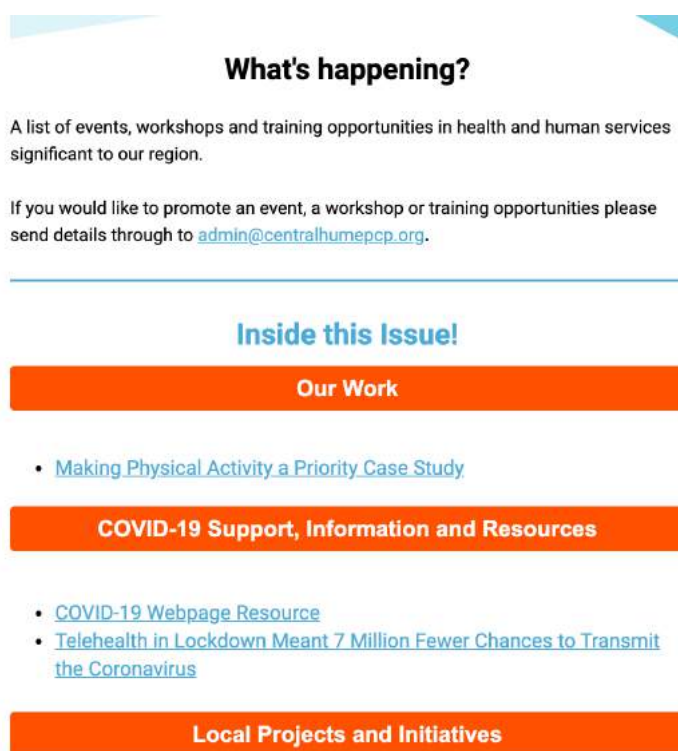 What's happening?
A list of events, workshops and training opportunities in health and human services
significant to our region.
If you would like to promote an event, a workshop or training opportunities please
send details through to admin@centralhumepcp.org.
Inside this Issue!
Our Work
• Making Physical Activity a Priority Case Study
COVID-19 Support, Information and Resources
• COVID-19 Webpage Resource
• Telehealth in Lockdown Meant 7 Million Fewer Chances to Transmit
the Coronavirus
Local Projects and Initiatives